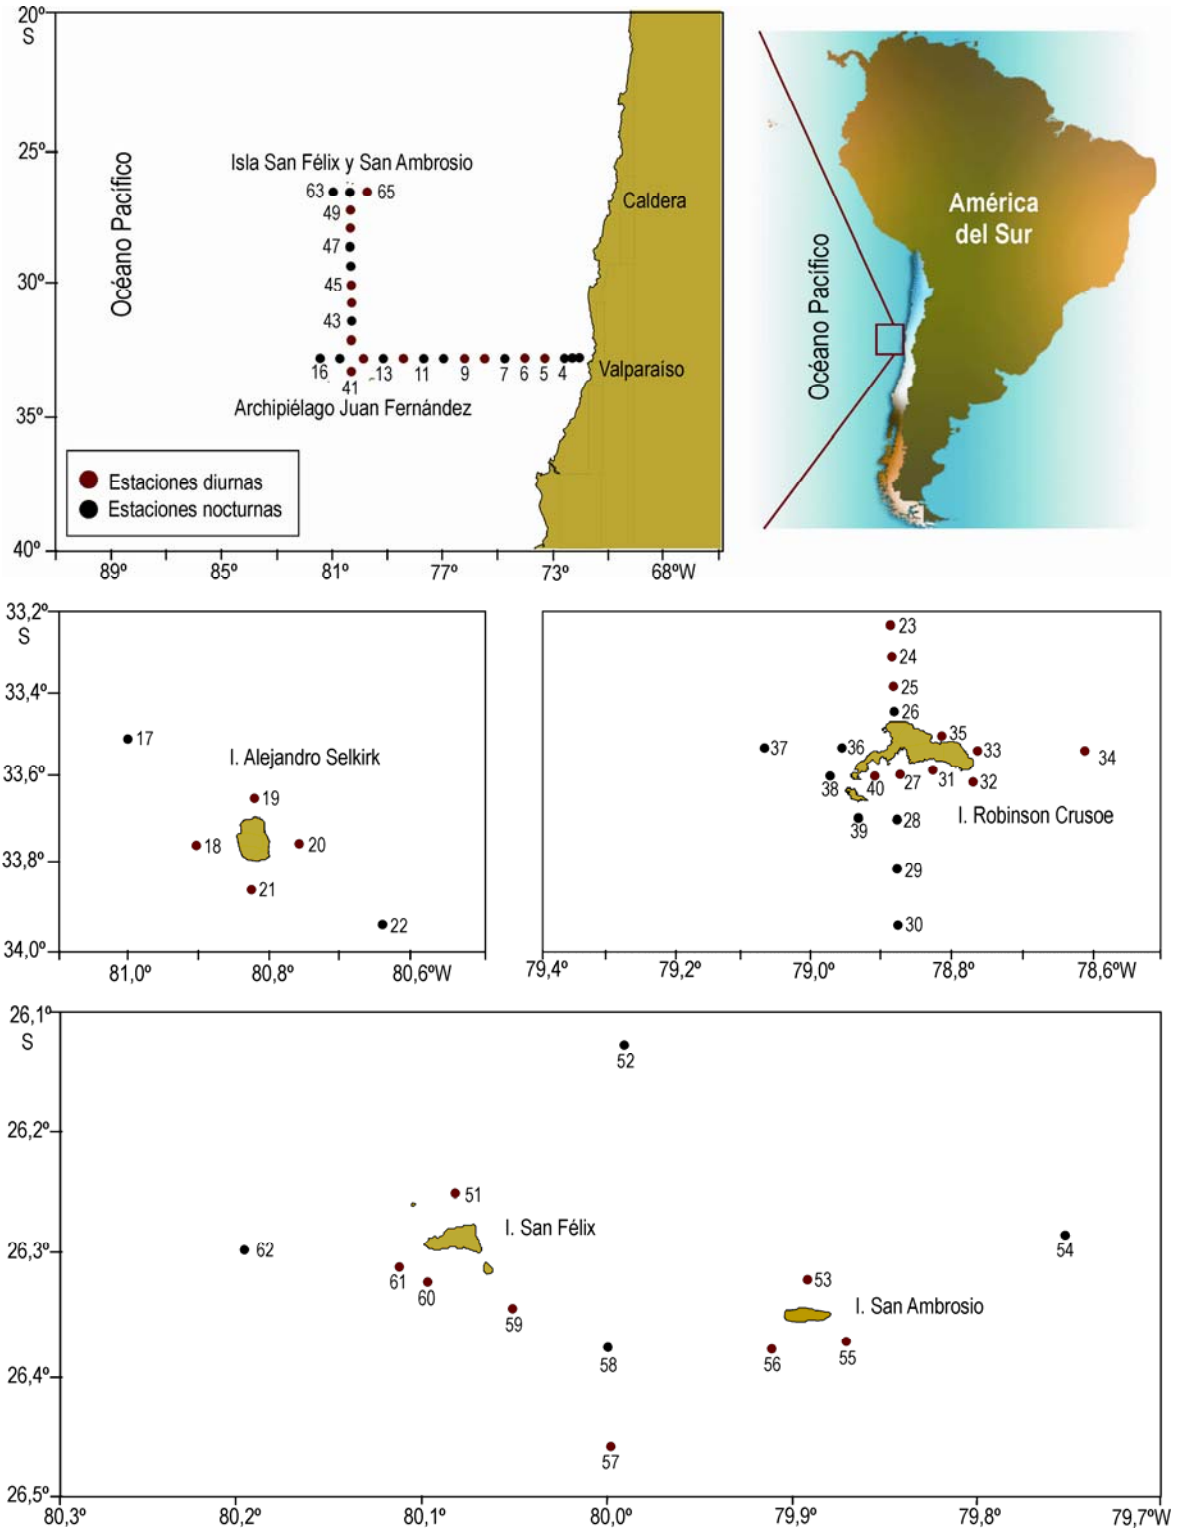 20º
S
25º
30º
35º
40º
Océano Pacífico
Isla San Félix y San Ambrosio
63
65
49
47
45
43
16
13
11
9
7
6
5
4
41
Archipiélago Juan Fernández
Caldera
Valparaíso
Estaciones diurnas
Estaciones nocturnas
89º
85º
81º
77º
73º
68ºW
América
del Sur
Océano Pacífico
33,2º
S
33,4º
33,6º
33,8º
34,0º
17
I. Alejandro Selkirk
19
18
20
21
22
81,0º
80,8º
80,6ºW
23
24
25
26
35
37
36
33
34
38
40
27
31
32
I. Robinson Crusoe
39
28
29
30
79,4º
79,2º
79,0º
78,8º
78,6ºW
26,1º
S
26,2º
26,3º
26,4º
26,5º
52
51
I. San Félix
62
54
61
60
53
59
I. San Ambrosio
58
56
55
57
80,3º
80,2º
80,1º
80,0º
79,9º
79,8º
79,7ºW